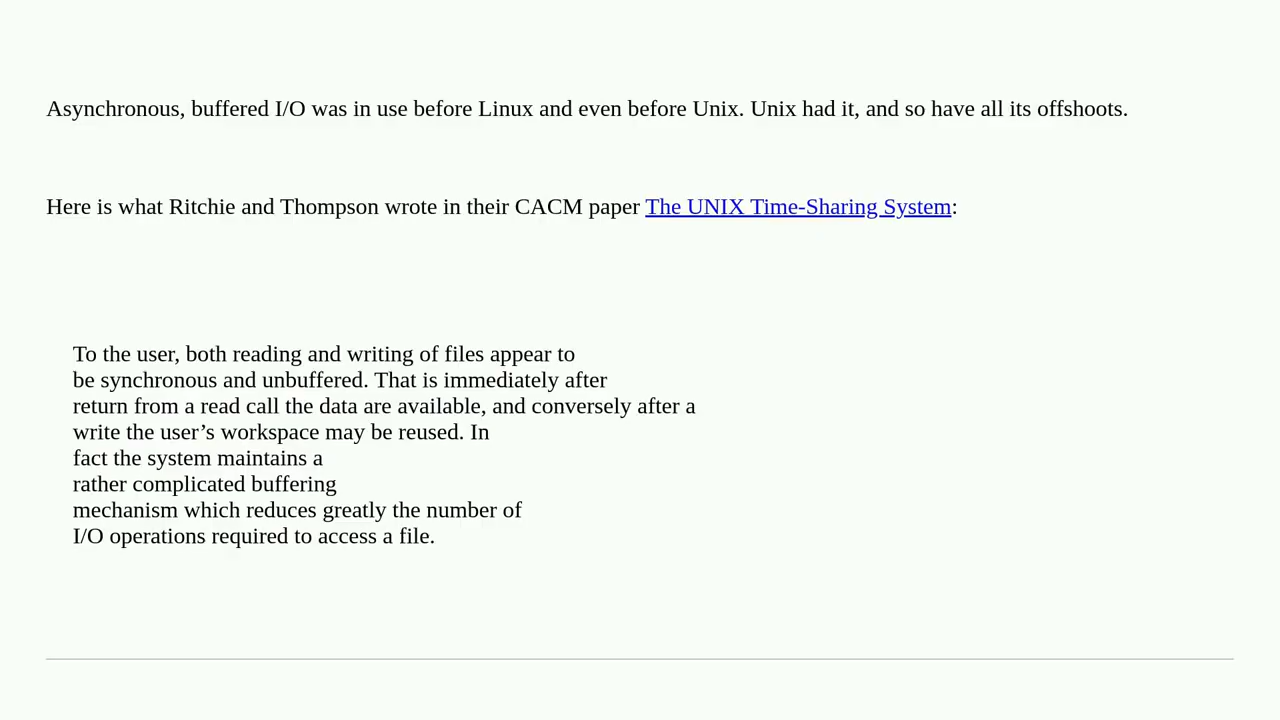 Asynchronous, buffered I/O was in use before Linux and even before Unix. Unix had it, and so have all its offshoots.
Here is what Ritchie and Thompson wrote in their CACM paper The UNIX Time-Sharing System:
To the user, both reading and writing of files appear to
be synchronous and unbuffered. That is immediately after
return from a read call the data are available, and conversely after a
write the user’s workspace may be reused. In
fact the system maintains a
rather complicated buffering
mechanism which reduces greatly the number of
I/O operations required to access a file.